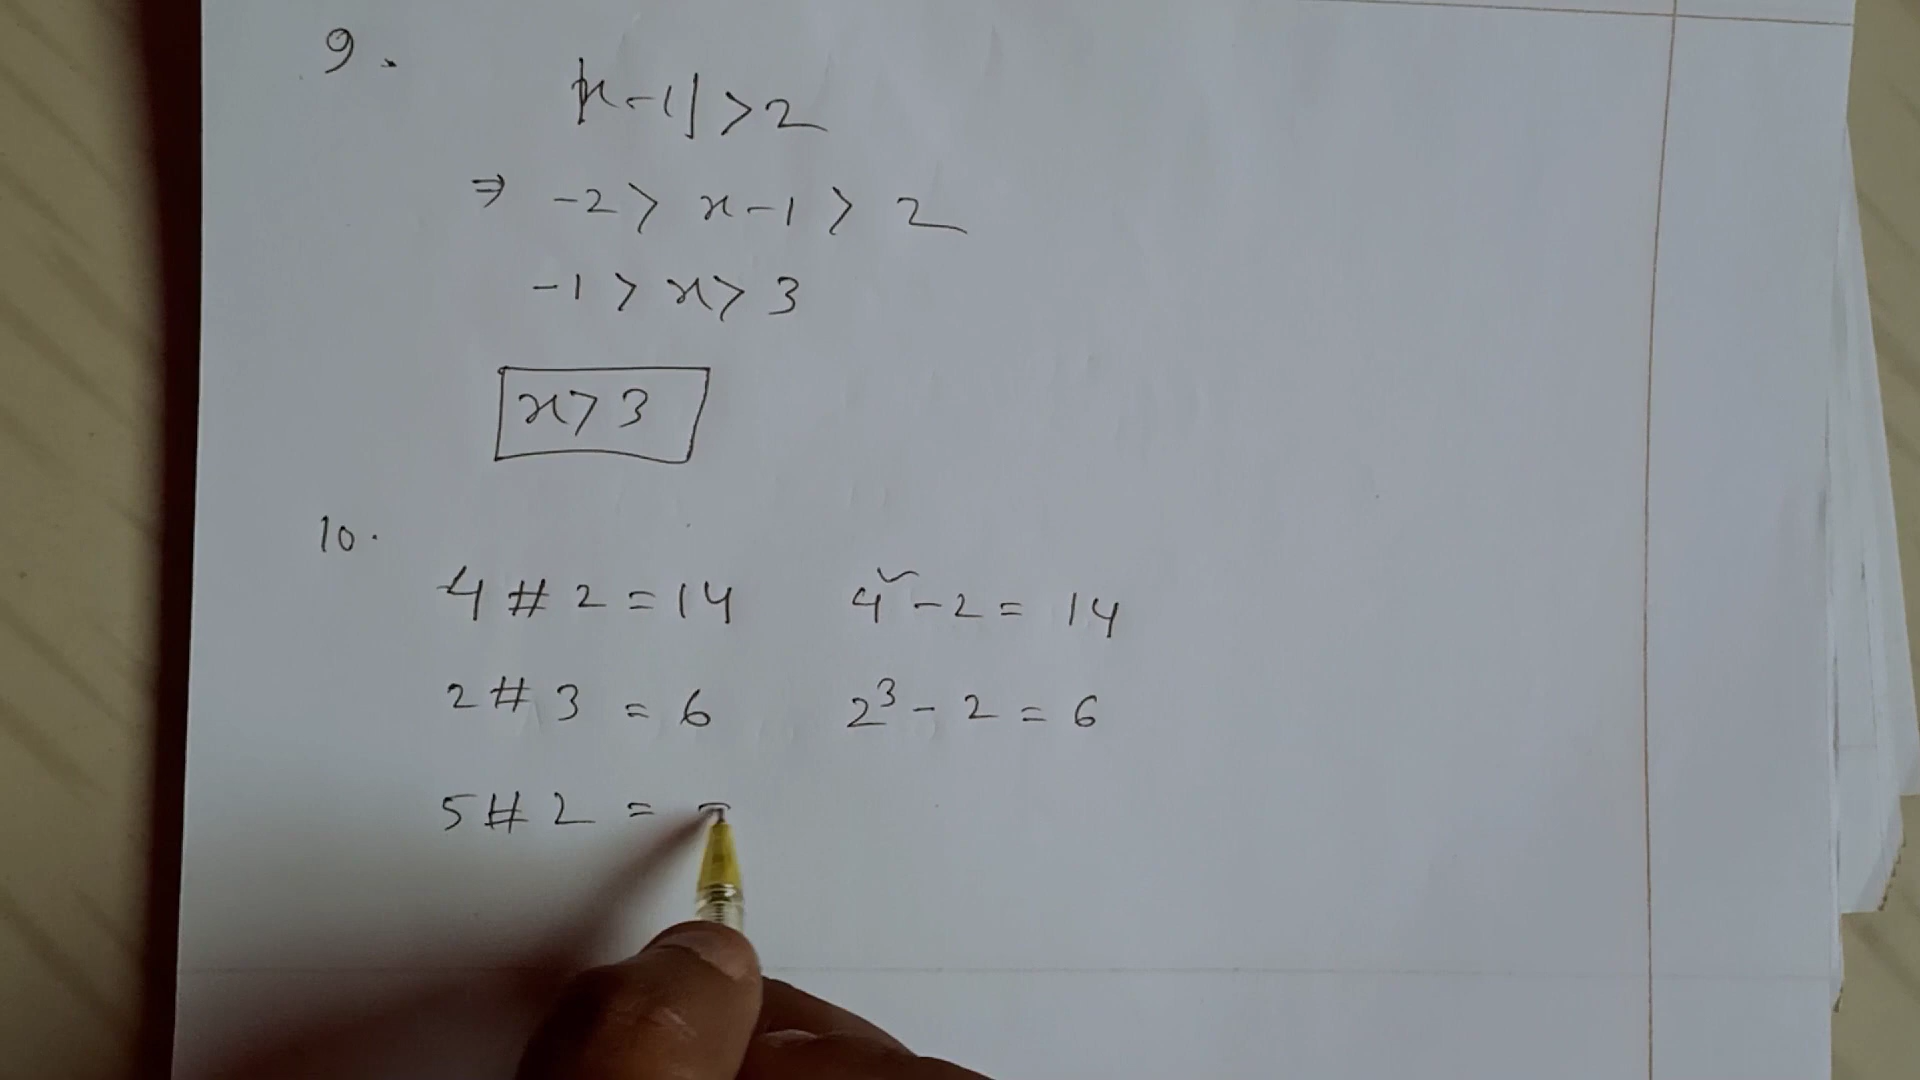 9.
|x-1|>2
⇒ -2> x-1 > 2
-1 > x> 3
x>3
10.
4 # 2 = 14 4² - 2 = 14
2 # 3 = 6 2³ - 2 = 6
5 # 2 =